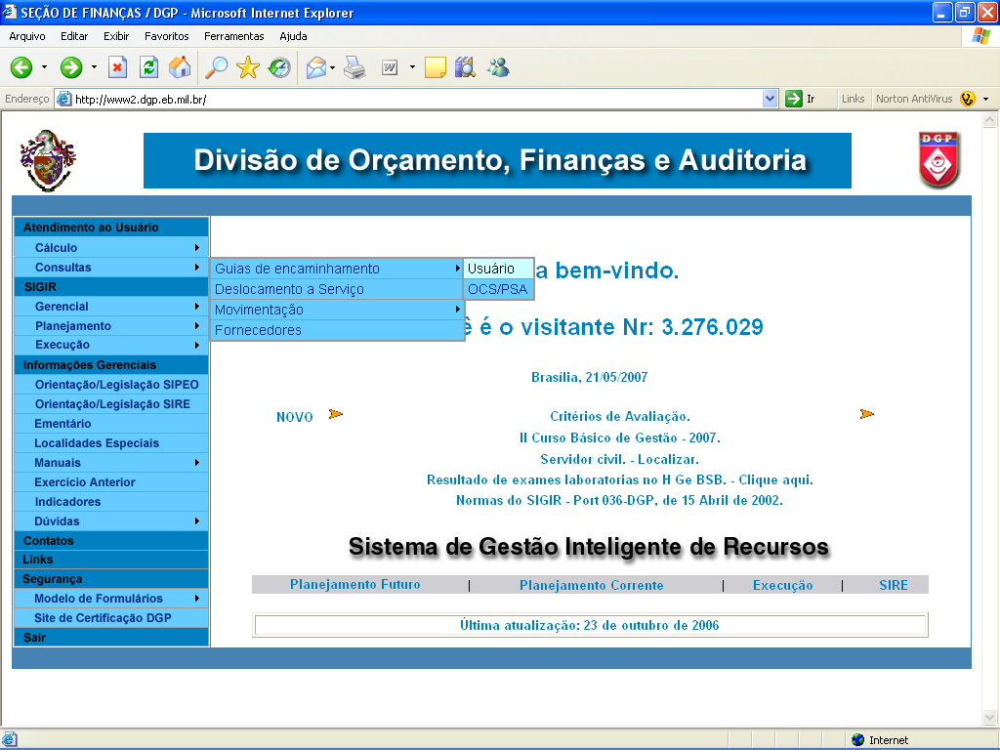 SEÇÃO DE FINANÇAS / DGP - Microsoft Internet Explorer
Arquivo Editar Exibir Favoritos Ferramentas Ajuda
Endereço http://www2.dgp.eb.mil.br/ Ir Links Norton AntiVirus
Divisão de Orçamento, Finanças e Auditoria
DGP
Atendimento ao Usuário
Cálculo
Consultas
SIGIR
Gerencial
Planejamento
Execução
Informações Gerenciais
Orientação/Legislação SIPEO
Orientação/Legislação SIRE
Ementário
Localidades Especiais
Manuais
Exercício Anterior
Indicadores
Dúvidas
Contatos
Links
Segurança
Modelo de Formulários
Site de Certificação DGP
Sair
Guias de encaminhamento
Deslocamento a Serviço
Movimentação
Fornecedores
Usuário
OCS/PSA
a bem-vindo.
ê é o visitante Nr: 3.276.029
Brasília, 21/05/2007
NOVO
Critérios de Avaliação.
II Curso Básico de Gestão - 2007.
Servidor civil. - Localizar.
Resultado de exames laboratorias no H Ge BSB. - Clique aqui.
Normas do SIGIR - Port 036-DGP, de 15 Abril de 2002.
Sistema de Gestão Inteligente de Recursos
Planejamento Futuro | Planejamento Corrente | Execução | SIRE
Última atualização: 23 de outubro de 2006
Internet